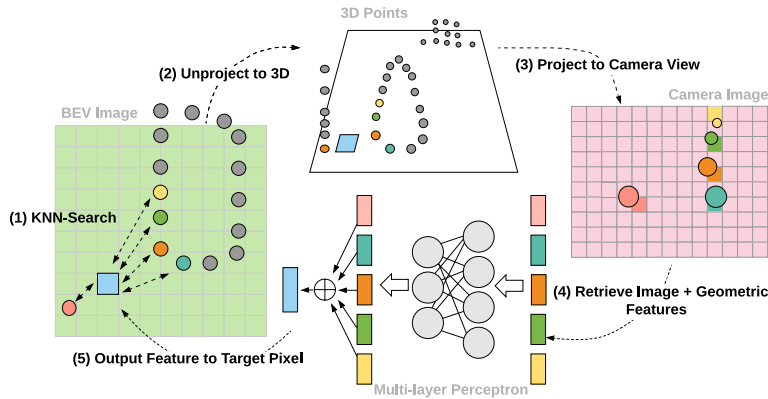 3D Points
(2) Unproject to 3D
(3) Project to Camera View
BEV Image
Camera Image
(1) KNN-Search
(4) Retrieve Image + Geometric
Features
(5) Output Feature to Target Pixel
Multi-layer Perceptron